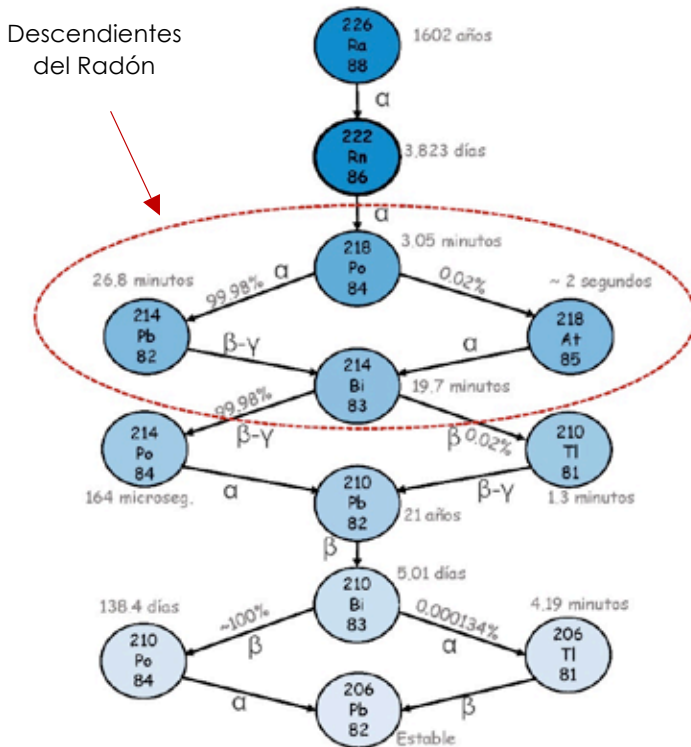 Descendientes
del Radón
226
Ra
88
1602 años
α
222
Rn
86
3,823 días
α
218
Po
84
3,05 minutos
26,8 minutos
99.98%
α
0.02%
~ 2 segundos
214
Pb
82
218
At
85
β-γ
α
214
Bi
83
19.7 minutos
99.98%
β-γ
β
0.02%
214
Po
84
210
Tl
81
164 microseg.
α
β-γ
1.3 minutos
210
Pb
82
21 años
β
210
Bi
83
5,01 días
138.4 días
~100%
β
0.000134%
α
4,19 minutos
210
Po
84
206
Tl
81
α
β
206
Pb
82
Estable